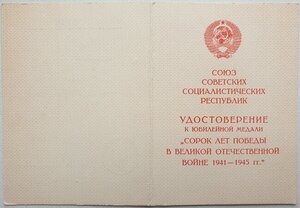 СОЮЗ
СОВЕТСКИХ
СОЦИАЛИСТИЧЕСКИХ
РЕСПУБЛИК
УДОСТОВЕРЕНИЕ
К ЮБИЛЕЙНОЙ МЕДАЛИ
„СОРОК ЛЕТ ПОБЕДЫ
В ВЕЛИКОЙ ОТЕЧЕСТВЕННОЙ
ВОЙНЕ 1941—1945 гг.“